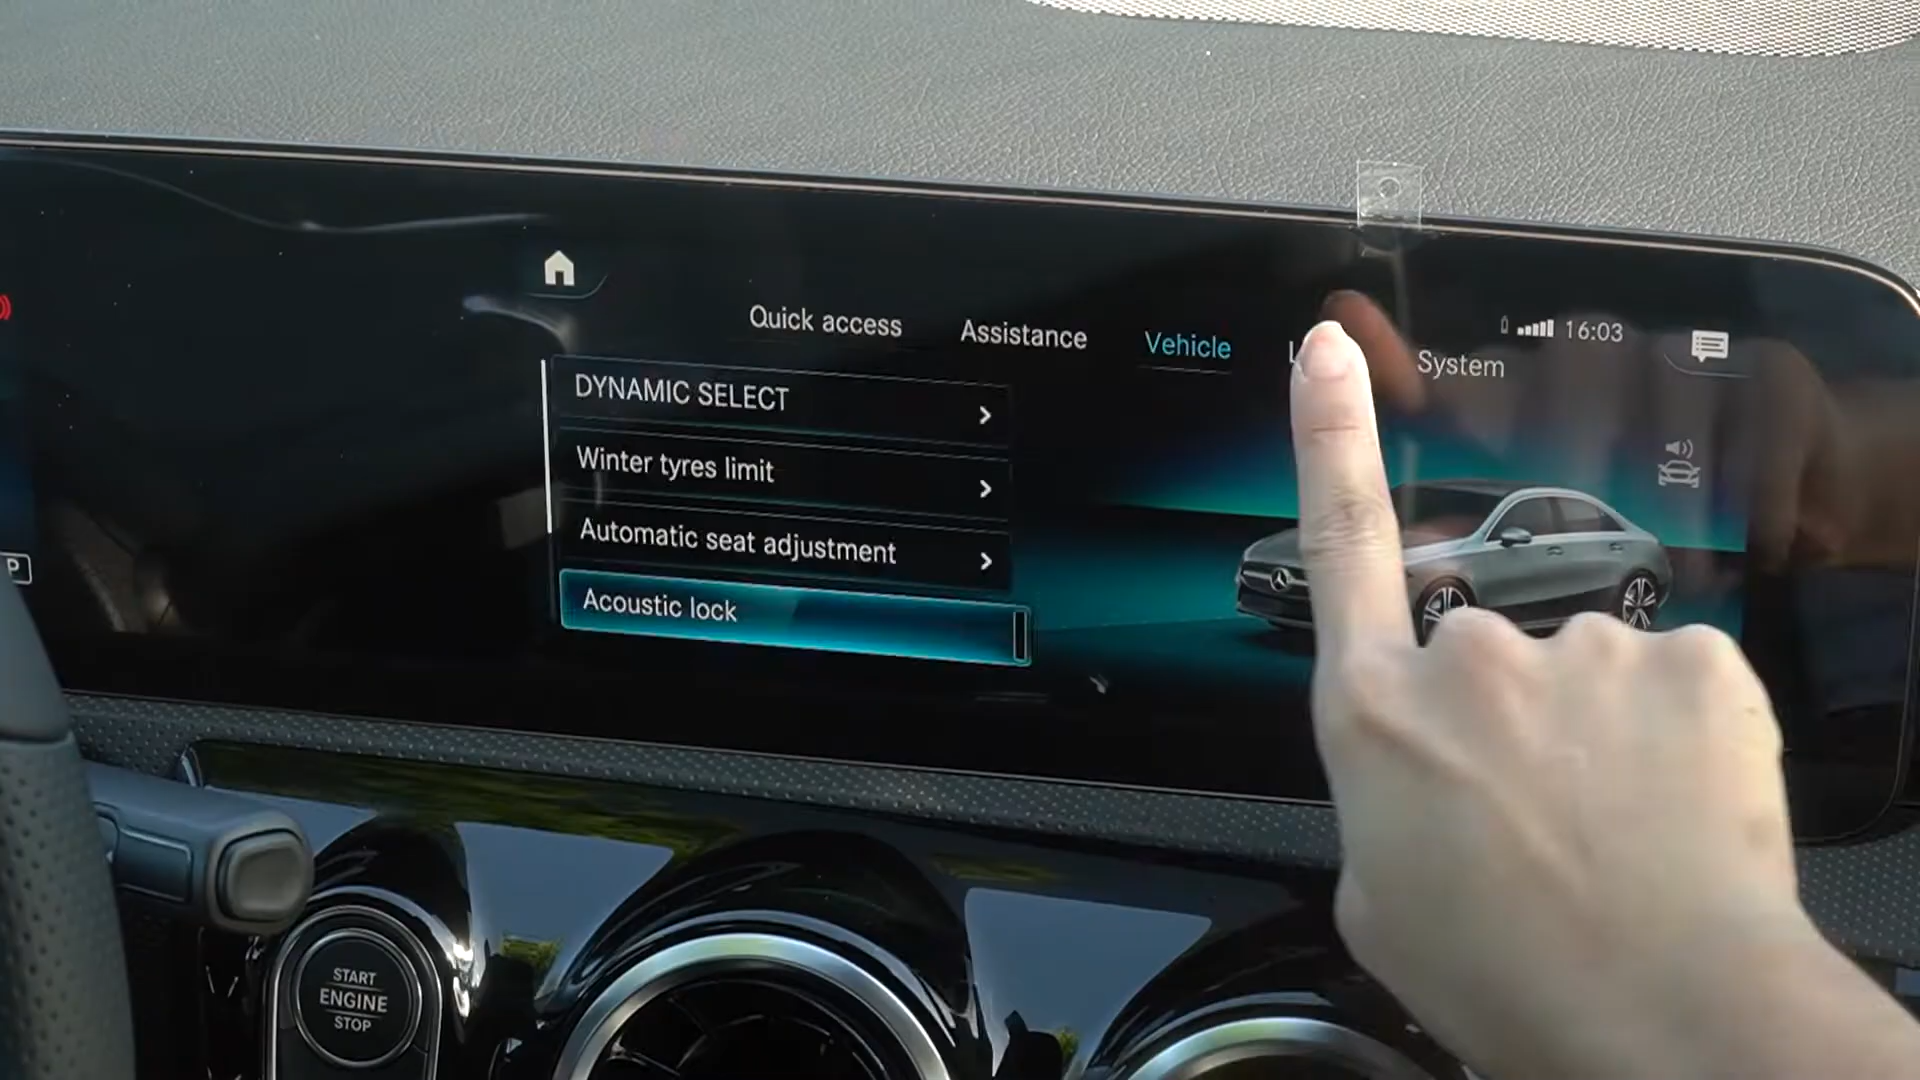 Quick access
Assistance
Vehicle
System
16:03
DYNAMIC SELECT
Winter tyres limit
Automatic seat adjustment
Acoustic lock
P
START
ENGINE
STOP